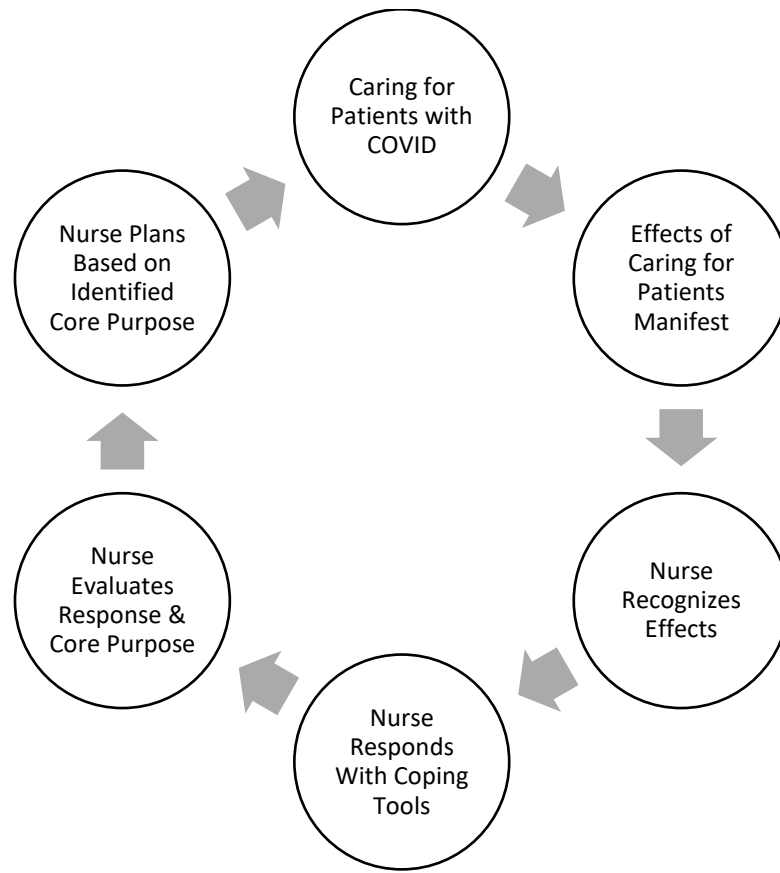 Caring for
Patients with
COVID
Effects of
Caring for
Patients
Manifest
Nurse
Recognizes
Effects
Nurse
Responds
With Coping
Tools
Nurse
Evaluates
Response &
Core Purpose
Nurse Plans
Based on
Identified
Core Purpose